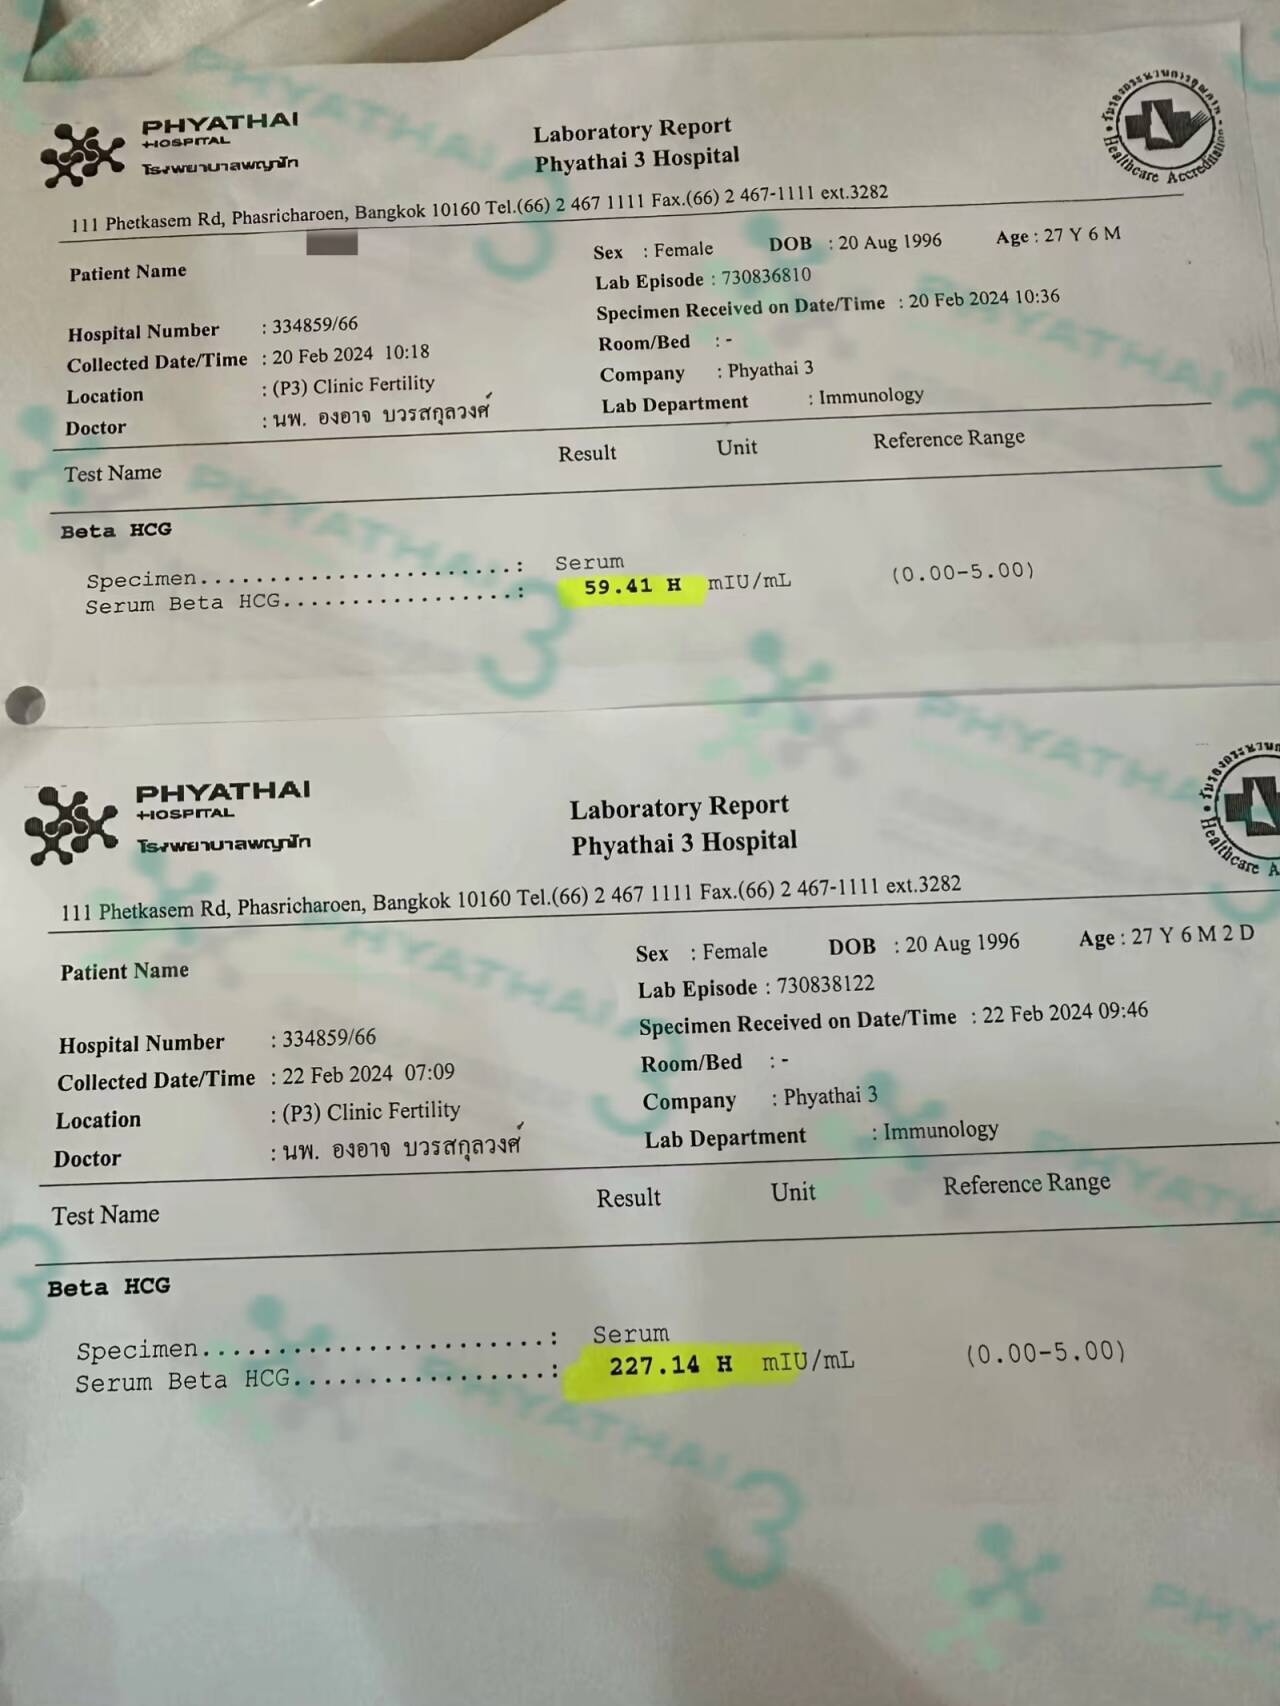 PHYATHAI
HOSPITAL
โรงพยาบาลพญาไท
Laboratory Report
Phyathai 3 Hospital
Healthcare Accreditation
111 Phetkasem Rd, Phasricharoen, Bangkok 10160 Tel.(66) 2 467 1111 Fax.(66) 2 467-1111 ext.3282
Patient Name
Sex : Female DOB : 20 Aug 1996 Age : 27 Y 6 M
Lab Episode : 730836810
Hospital Number : 334859/66
Specimen Received on Date/Time : 20 Feb 2024 10:36
Collected Date/Time : 20 Feb 2024 10:18
Room/Bed : -
Location : (P3) Clinic Fertility
Company : Phyathai 3
Doctor : นพ. องอาจ บวรสกุลวงศ์
Lab Department : Immunology
Test Name Result Unit Reference Range
Beta HCG
Specimen.......................: Serum
Serum Beta HCG.................: 59.41 H mIU/mL (0.00-5.00)
PHYATHAI
HOSPITAL
โรงพยาบาลพญาไท
Laboratory Report
Phyathai 3 Hospital
Healthcare A
111 Phetkasem Rd, Phasricharoen, Bangkok 10160 Tel.(66) 2 467 1111 Fax.(66) 2 467-1111 ext.3282
Patient Name
Sex : Female DOB : 20 Aug 1996 Age : 27 Y 6 M 2 D
Lab Episode : 730838122
Hospital Number : 334859/66
Specimen Received on Date/Time : 22 Feb 2024 09:46
Collected Date/Time : 22 Feb 2024 07:09
Room/Bed : -
Location : (P3) Clinic Fertility
Company : Phyathai 3
Doctor : นพ. องอาจ บวรสกุลวงศ์
Lab Department : Immunology
Test Name Result Unit Reference Range
Beta HCG
Specimen.......................: Serum
Serum Beta HCG.................: 227.14 H mIU/mL (0.00-5.00)